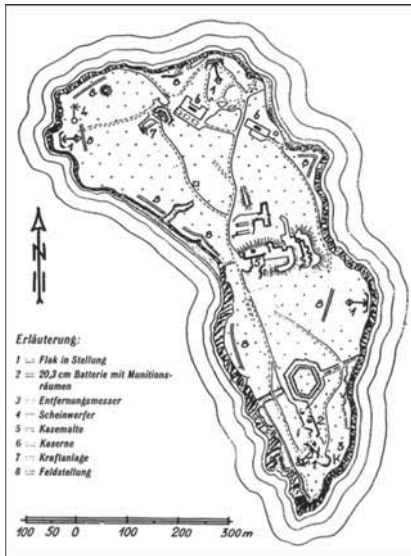 Erläuterung:
1 Flak in Stellung
2 20,3 cm Batterie mit Munitions-
räumen
3 Entfernungsmesser
4 Scheinwerfer
5 Kasematte
6 Kaserne
7 Kraftanlage
8 Feldstellung
100 50 0 100 200 300 m